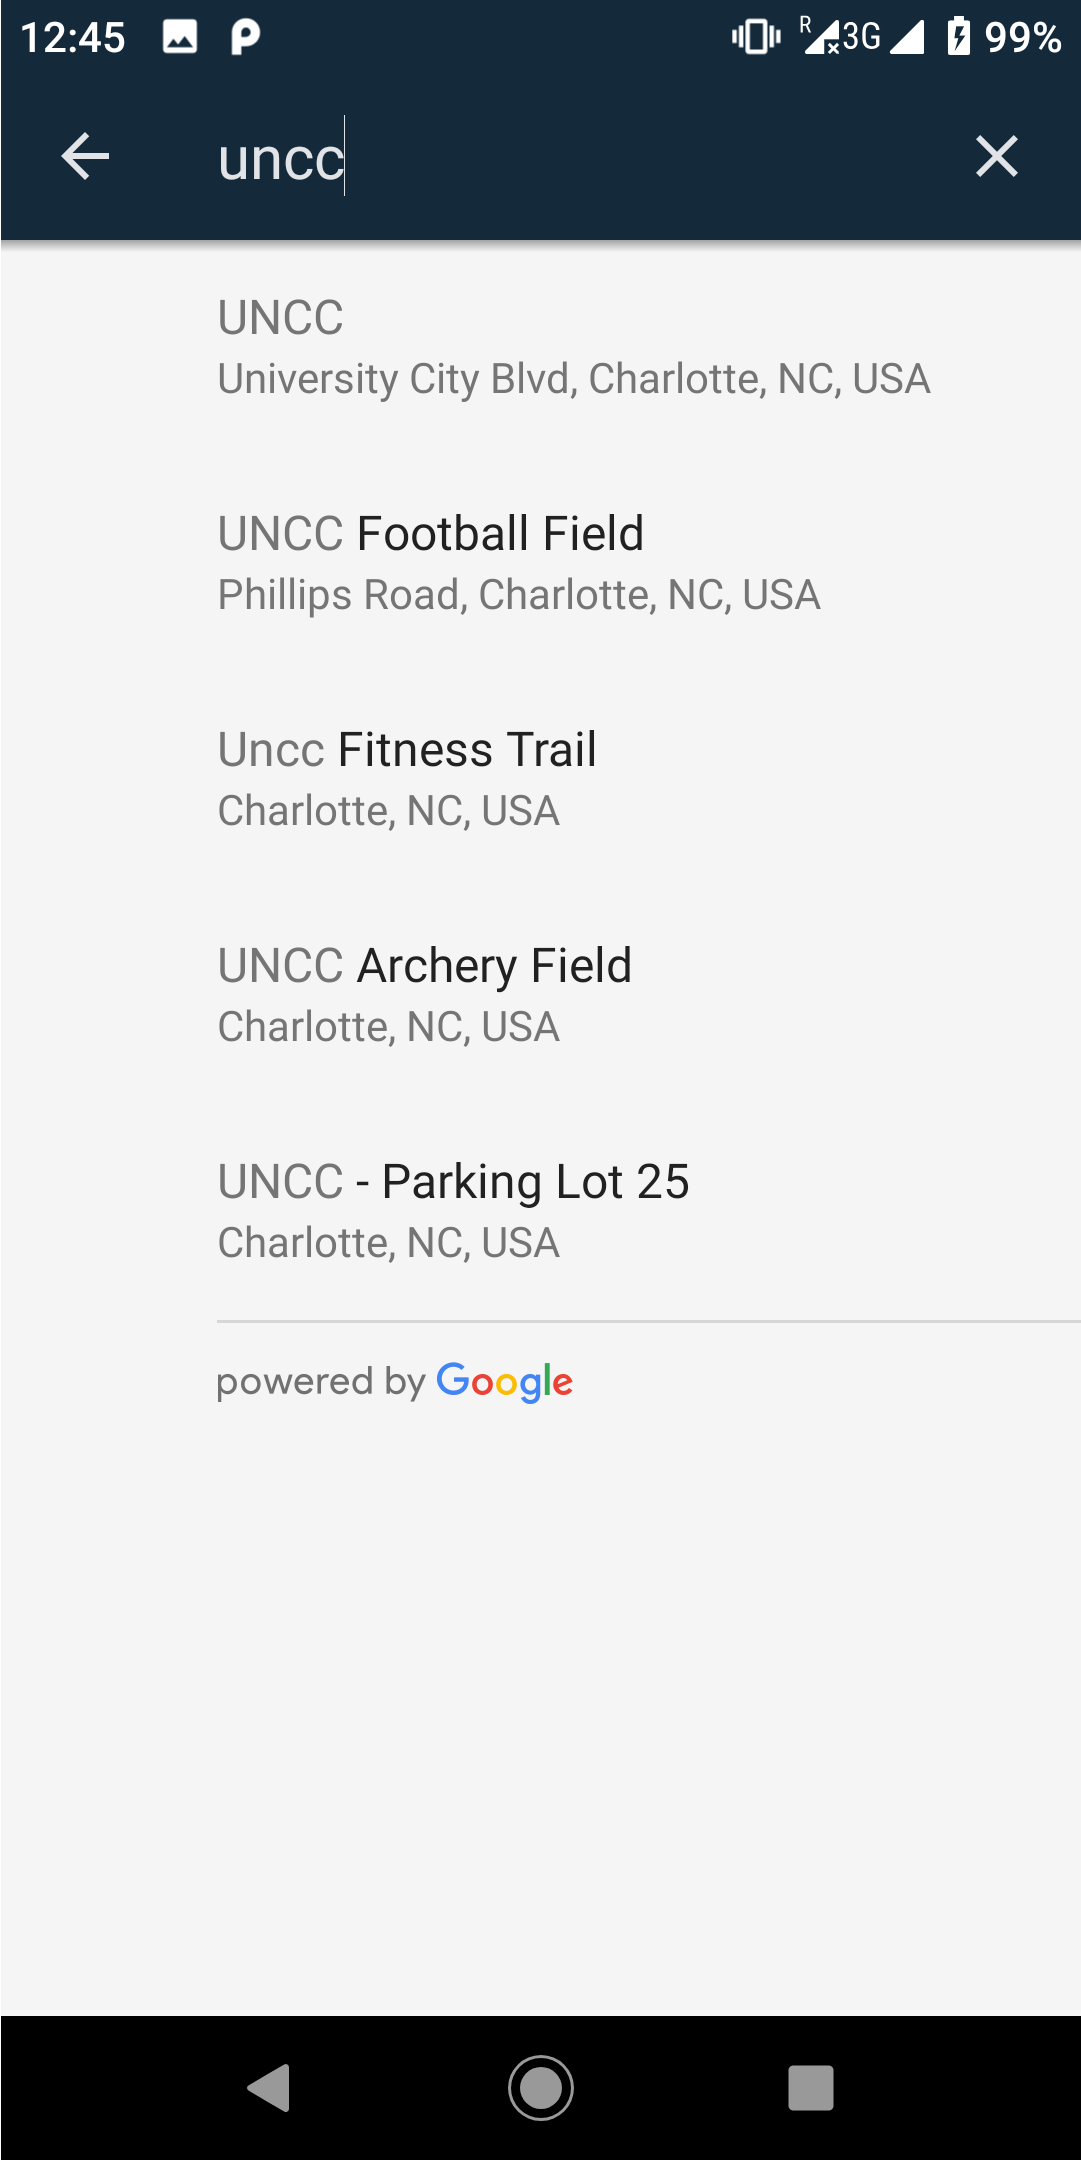 12:45 R 3G 99%
uncc
UNCC
University City Blvd, Charlotte, NC, USA
UNCC Football Field
Phillips Road, Charlotte, NC, USA
Uncc Fitness Trail
Charlotte, NC, USA
UNCC Archery Field
Charlotte, NC, USA
UNCC - Parking Lot 25
Charlotte, NC, USA
powered by Google